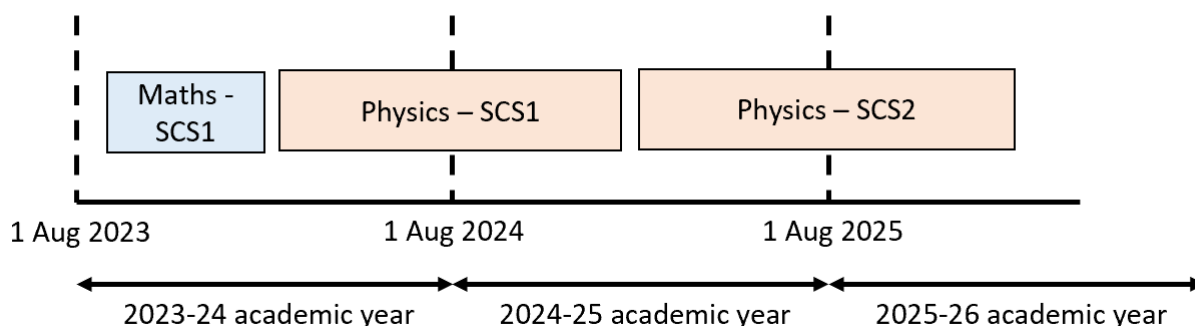 Maths -
SCS1
Physics – SCS1
Physics – SCS2
1 Aug 2023
1 Aug 2024
1 Aug 2025
2023-24 academic year
2024-25 academic year
2025-26 academic year